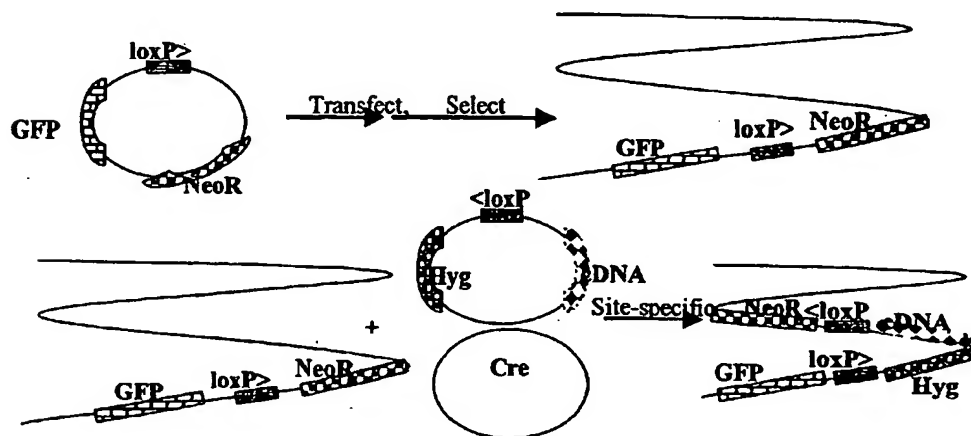 loxP>
GFP
NeoR
Transfect, Select
GFP loxP> NeoR
<loxP
Hyg
DNA
Cre
+
GFP loxP> NeoR
Site-specific
NeoR <loxP cDNA
+
GFP loxP> Hyg